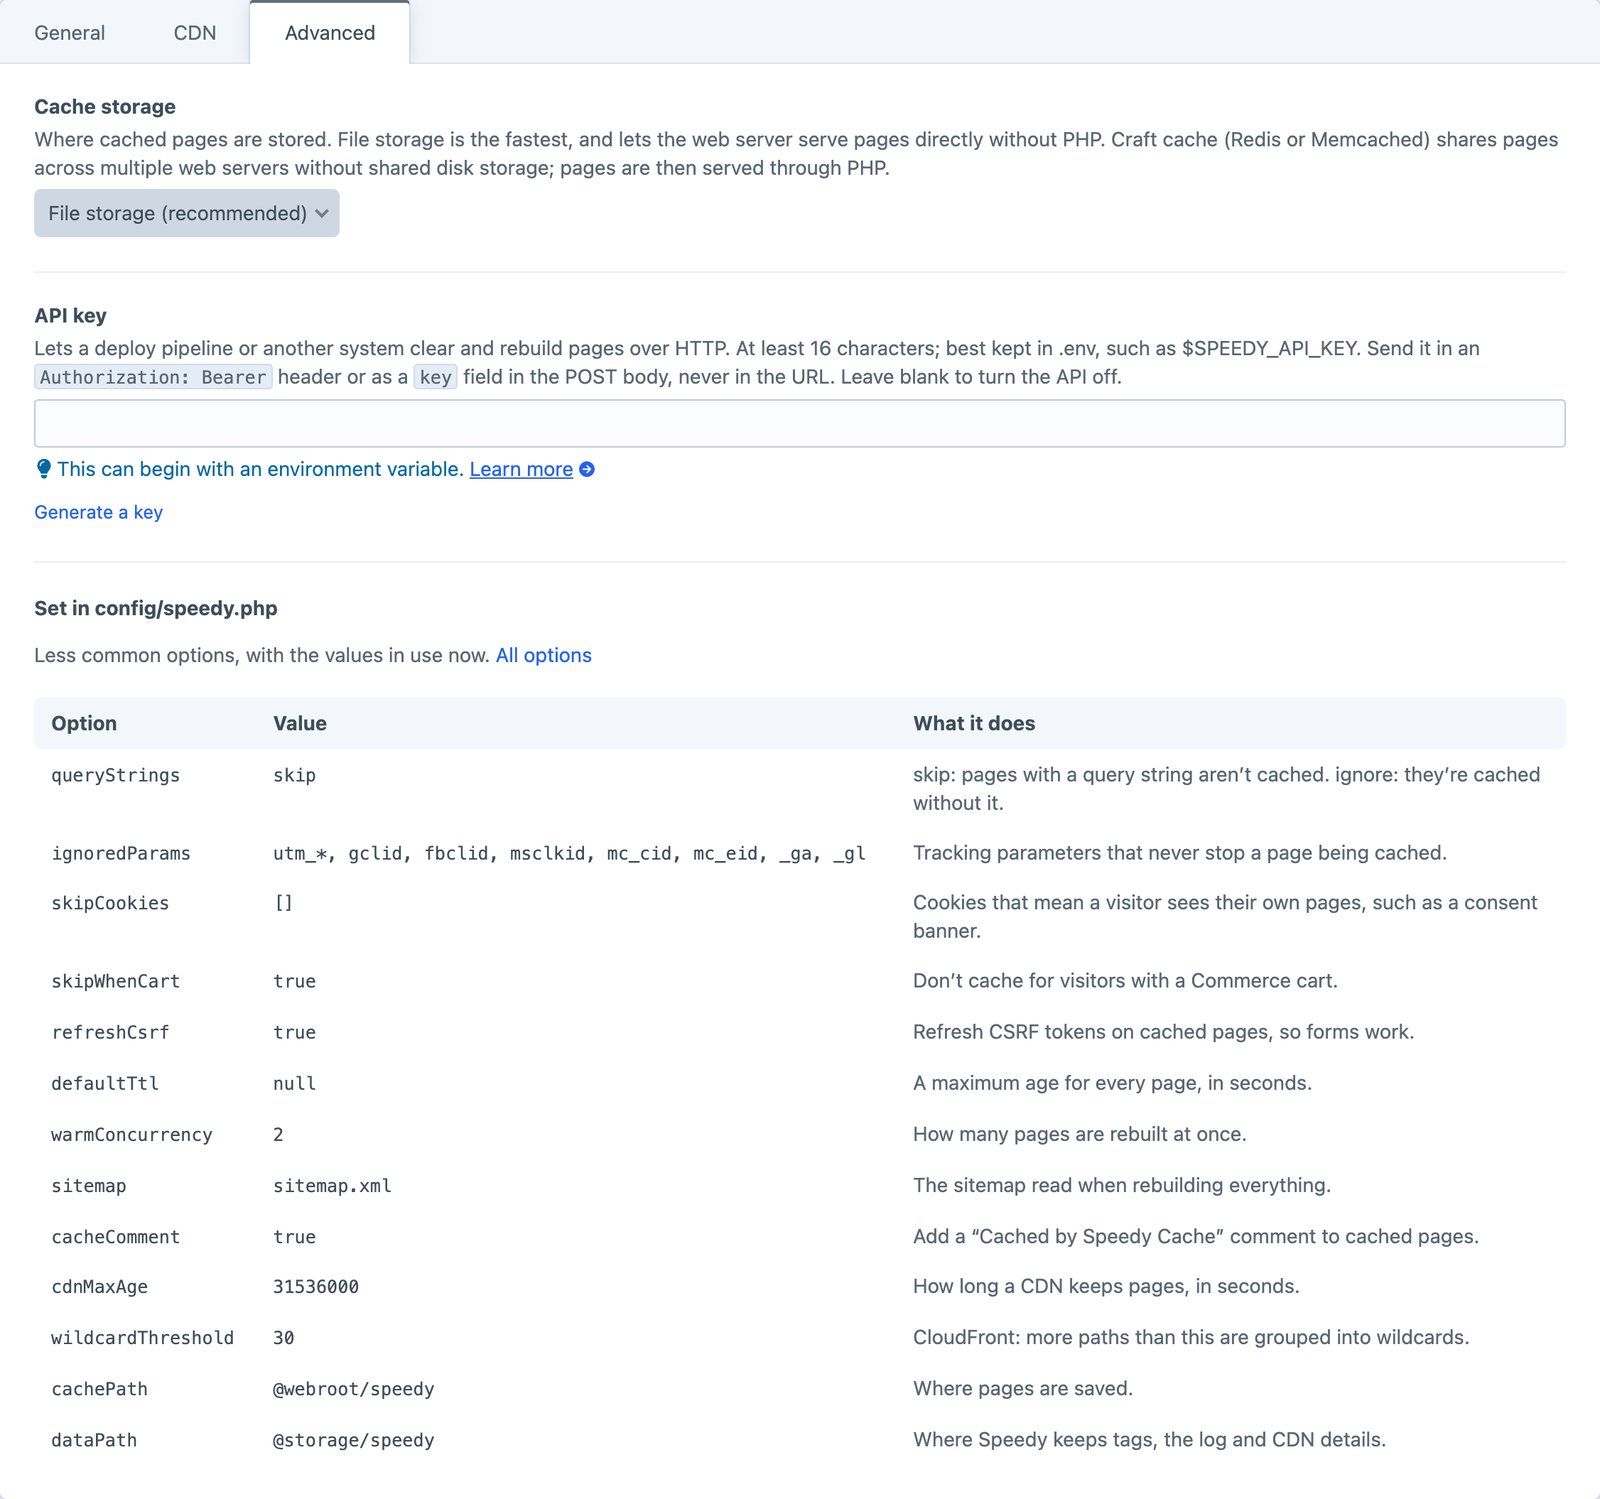 General
CDN
Advanced
Cache storage
Where cached pages are stored. File storage is the fastest, and lets the web server serve pages directly without PHP. Craft cache (Redis or Memcached) shares pages
across multiple web servers without shared disk storage; pages are then served through PHP.
File storage (recommended)
API key
Lets a deploy pipeline or another system clear and rebuild pages over HTTP. At least 16 characters; best kept in .env, such as $SPEEDY_API_KEY. Send it in an
Authorization: Bearer header or as a key field in the POST body, never in the URL. Leave blank to turn the API off.
This can begin with an environment variable. Learn more
Generate a key
Set in config/speedy.php
Less common options, with the values in use now. All options
Option Value What it does
queryStrings skip skip: pages with a query string aren’t cached. ignore: they’re cached
without it.
ignoredParams utm_*, gclid, fbclid, msclkid, mc_cid, mc_eid, _ga, _gl Tracking parameters that never stop a page being cached.
skipCookies [] Cookies that mean a visitor sees their own pages, such as a consent
banner.
skipWhenCart true Don’t cache for visitors with a Commerce cart.
refreshCsrf true Refresh CSRF tokens on cached pages, so forms work.
defaultTtl null A maximum age for every page, in seconds.
warmConcurrency 2 How many pages are rebuilt at once.
sitemap sitemap.xml The sitemap read when rebuilding everything.
cacheComment true Add a “Cached by Speedy Cache” comment to cached pages.
cdnMaxAge 31536000 How long a CDN keeps pages, in seconds.
wildcardThreshold 30 CloudFront: more paths than this are grouped into wildcards.
cachePath @webroot/speedy Where pages are saved.
dataPath @storage/speedy Where Speedy keeps tags, the log and CDN details.